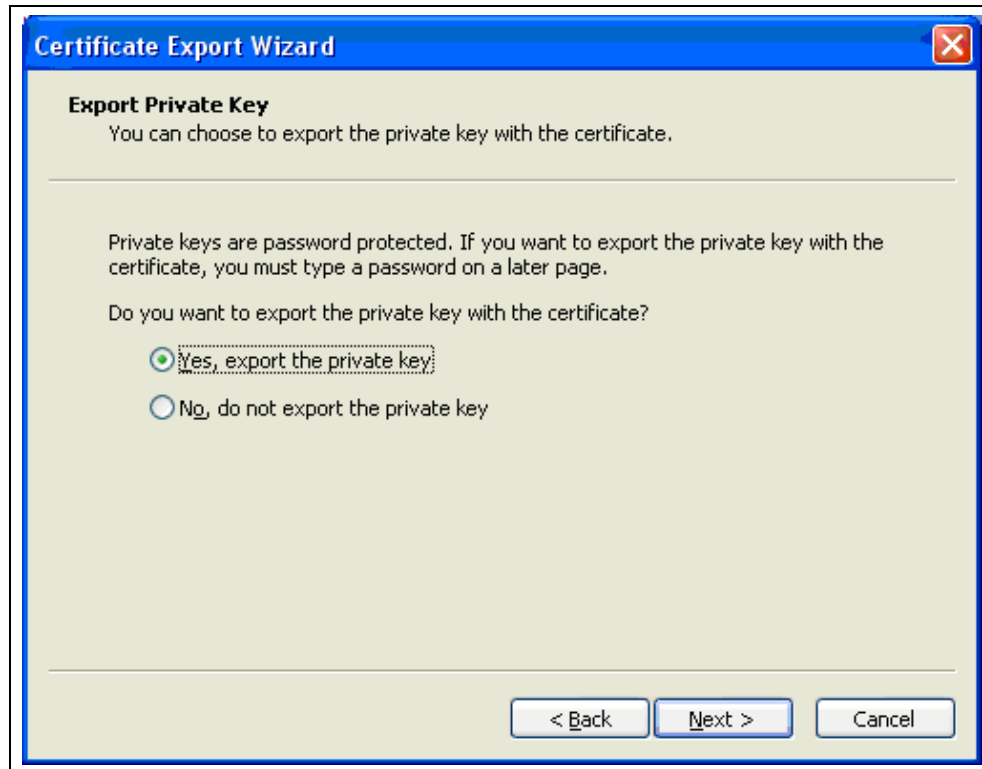 Certificate Export Wizard
Export Private Key
You can choose to export the private key with the certificate.
Private keys are password protected. If you want to export the private key with the
certificate, you must type a password on a later page.
Do you want to export the private key with the certificate?
Yes, export the private key
No, do not export the private key
< Back Next > Cancel